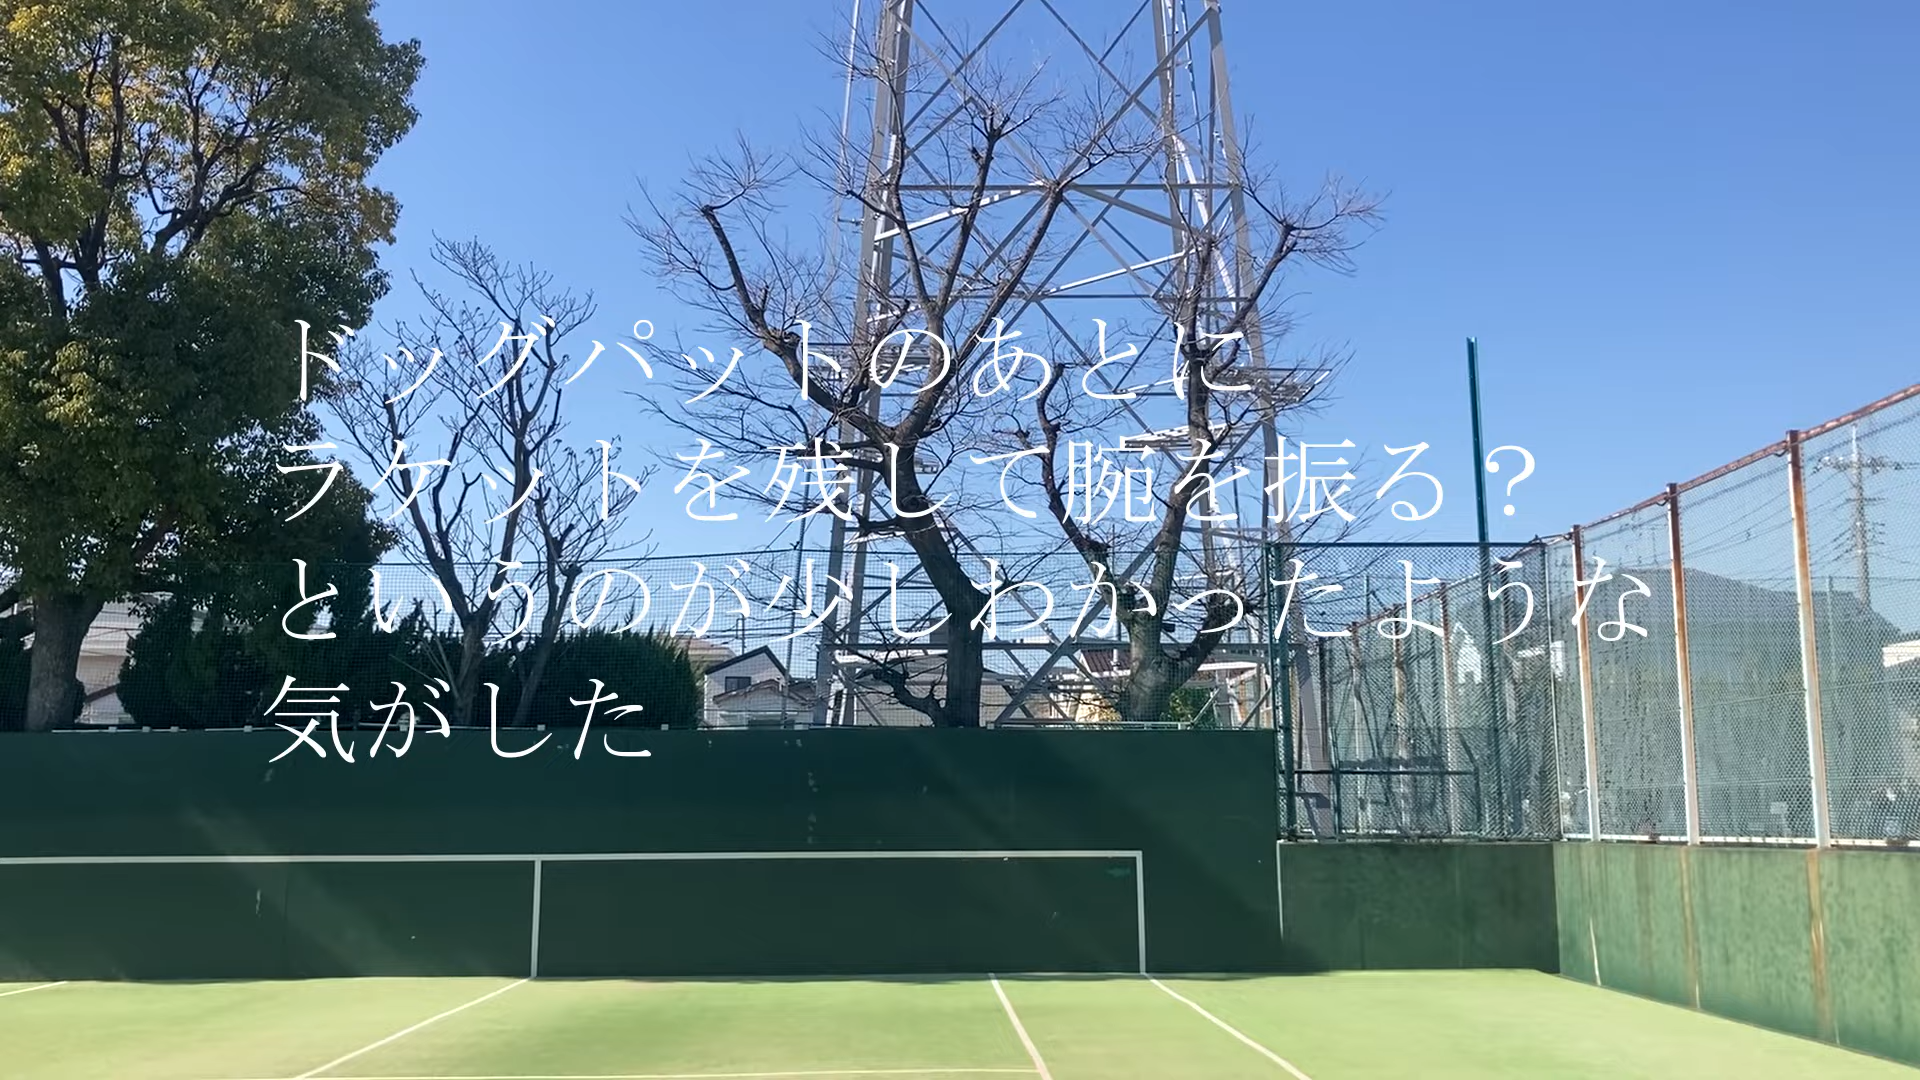 ドッグパットのあとに
ラケットを残して腕を振る？
というのが少しわかったような
気がした